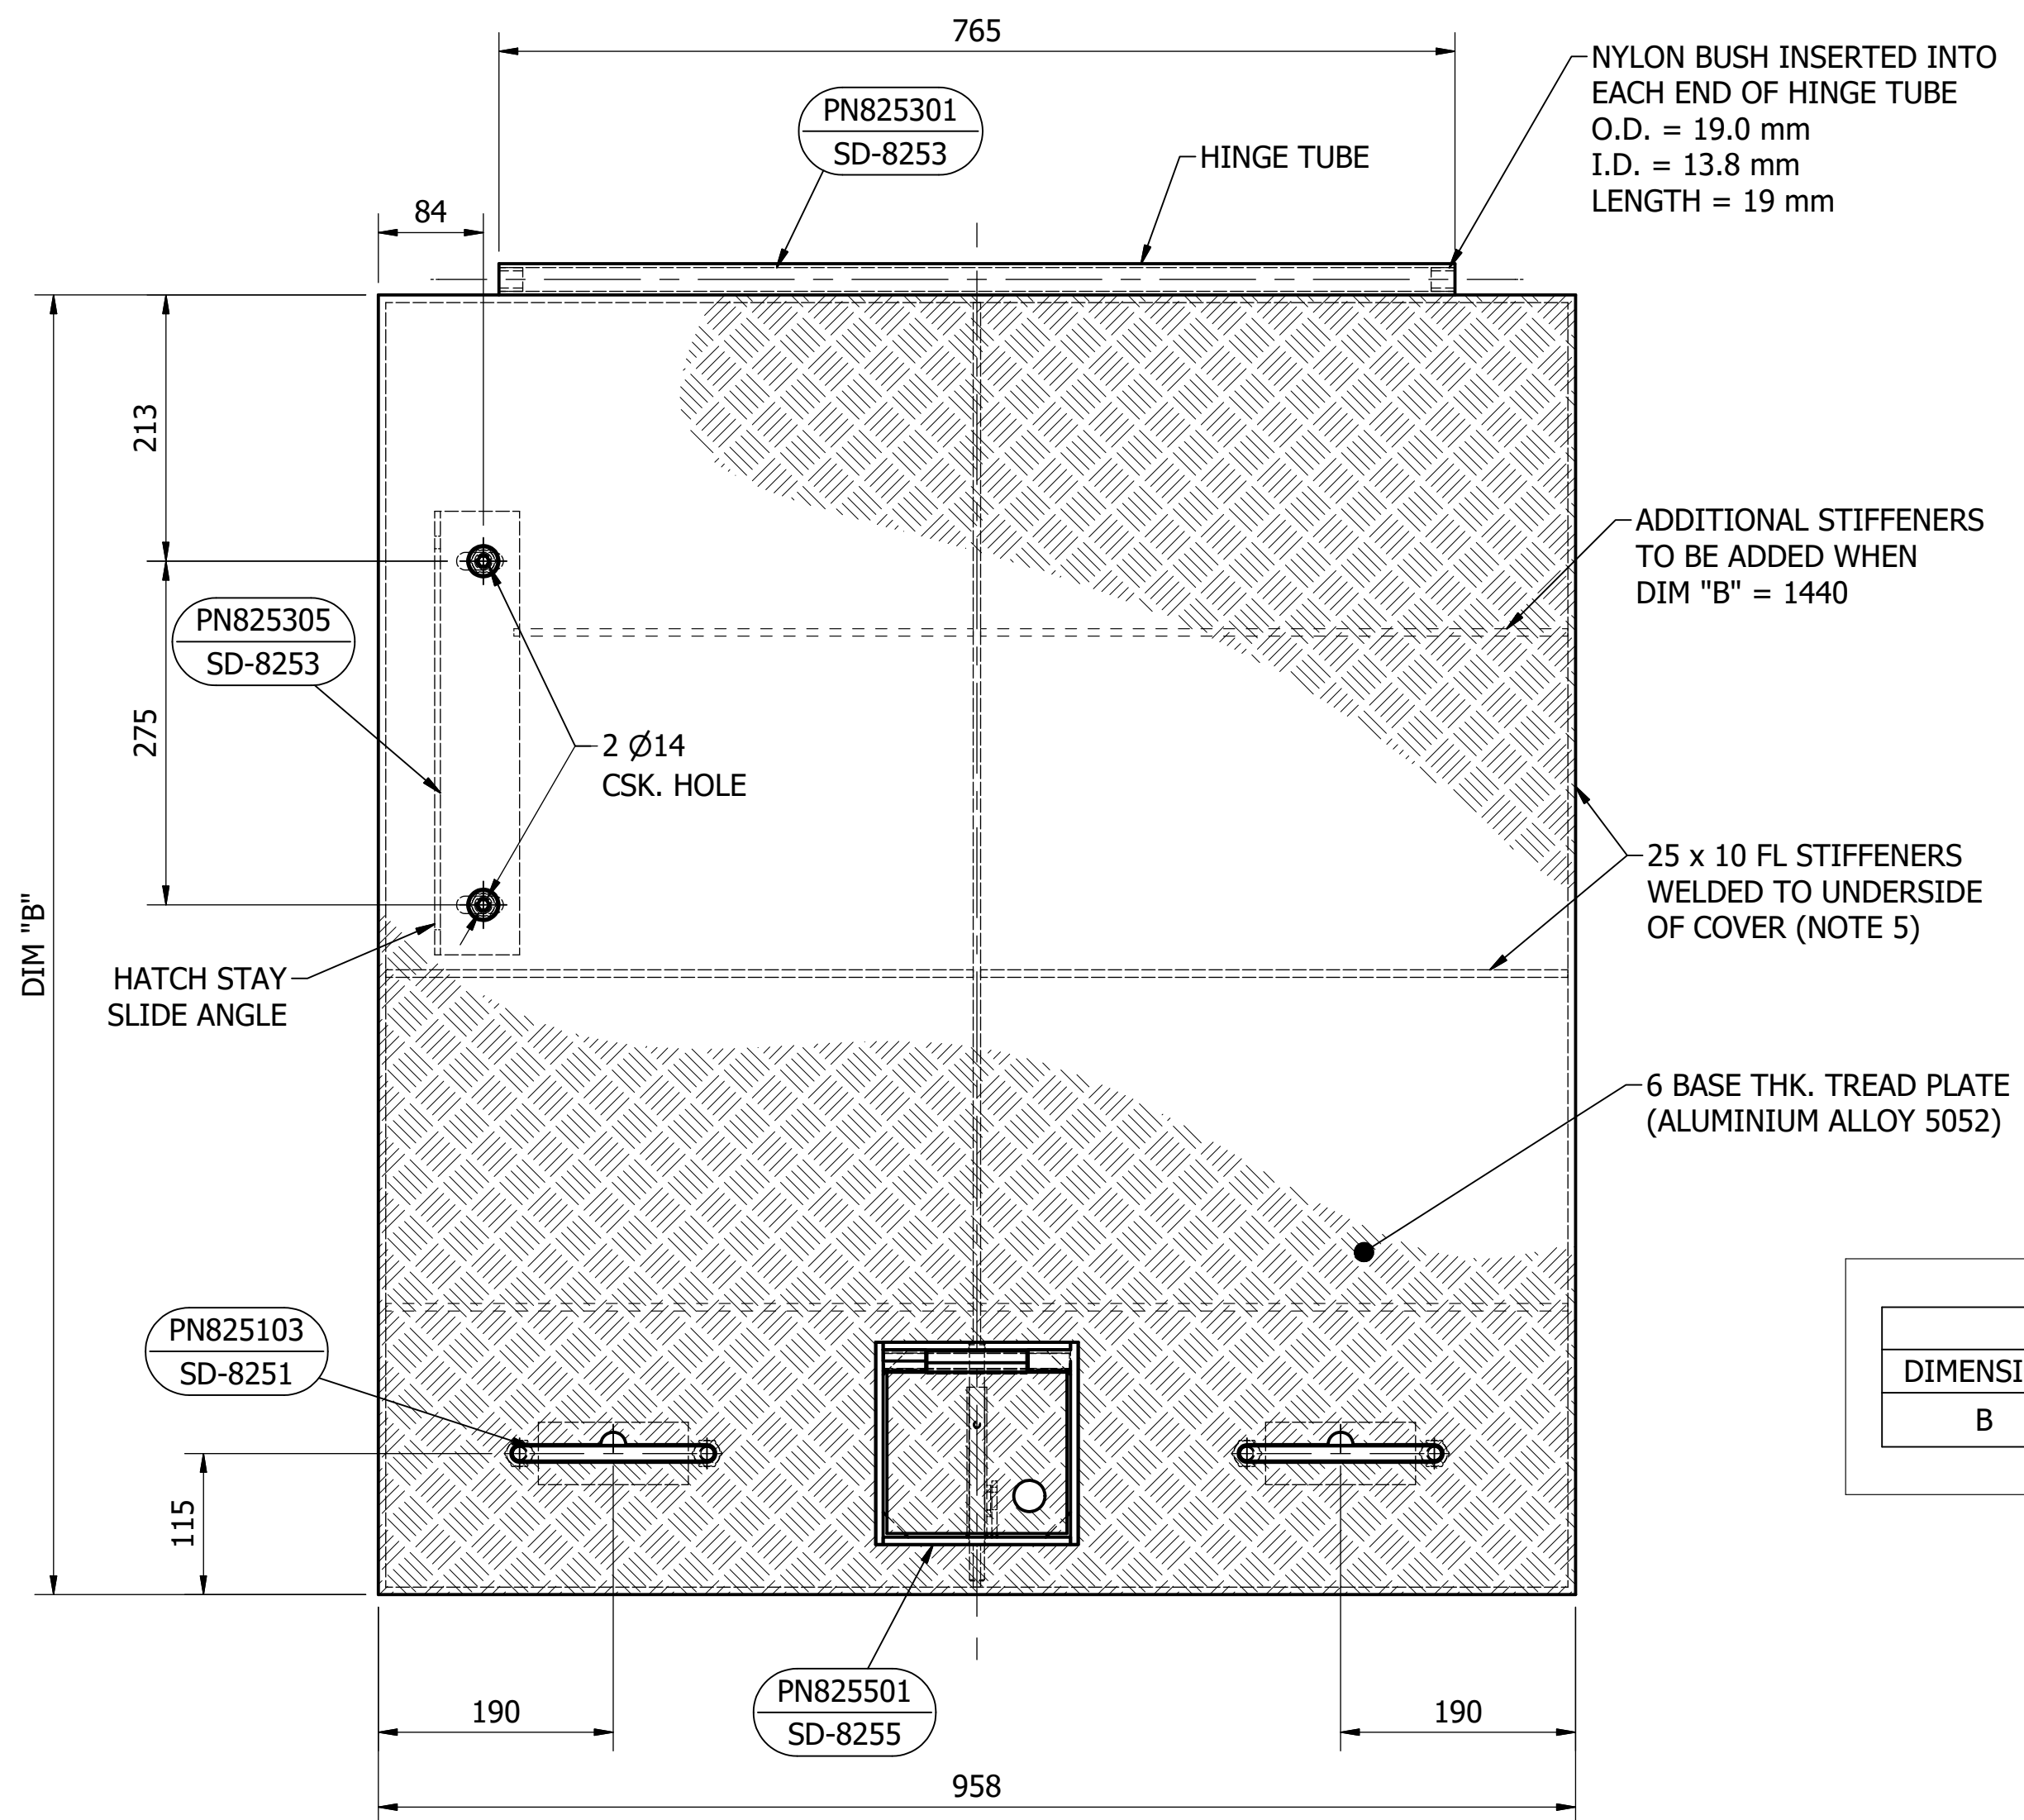 765
NYLON BUSH INSERTED INTO
EACH END OF HINGE TUBE
O.D. = 19.0 mm
I.D. = 13.8 mm
LENGTH = 19 mm
PN825301
SD-8253
HINGE TUBE
84
213
ADDITIONAL STIFFENERS
TO BE ADDED WHEN
DIM "B" = 1440
PN825305
SD-8253
275
2 Ø14
CSK. HOLE
25 x 10 FL STIFFENERS
WELDED TO UNDERSIDE
OF COVER (NOTE 5)
DIM "B"
HATCH STAY
SLIDE ANGLE
6 BASE THK. TREAD PLATE
(ALUMINIUM ALLOY 5052)
PN825103
SD-8251
DIMENSI
B
115
PN825501
SD-8255
190
190
958